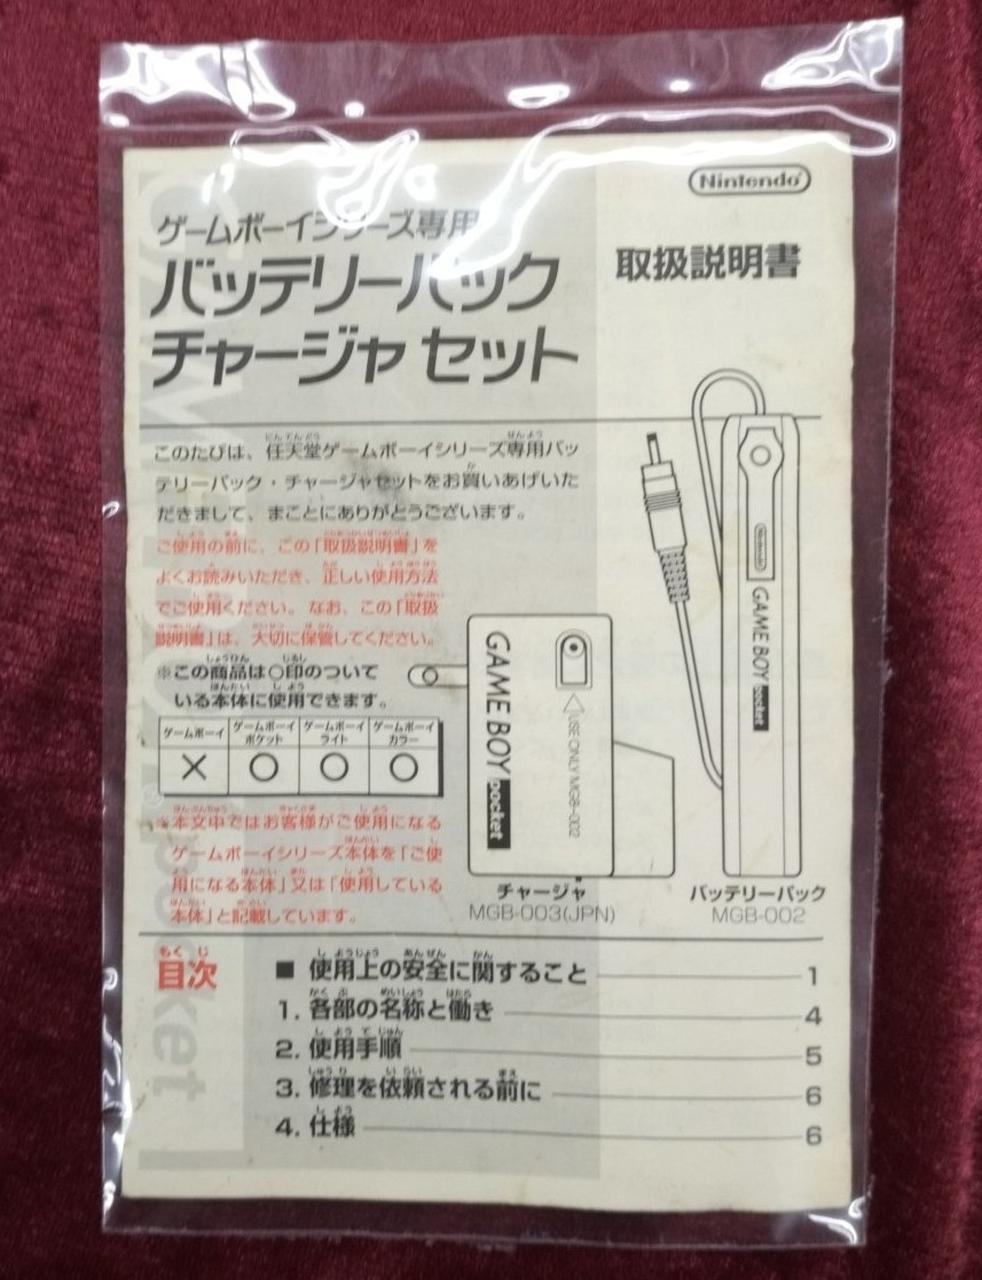 Nintendo
ゲームボーイシリーズ専用
バッテリーパック
チャージャセット
取扱説明書
このたびは、任天堂ゲームボーイシリーズ専用バッ
テリーパック・チャージャセットをお買いあげいた
だきまして、まことにありがとうございます。
ご使用の前に、この「取扱説明書」を
よくお読みいただき、正しい使用方法
でご使用ください。なお、この「取扱
説明書」は、大切に保管してください。
※この商品は○印のついて
いる本体に使用できます。
ゲームボーイ ゲームボーイポケット ゲームボーイライト ゲームボーイカラー
× ○ ○ ○
※本文中ではお客様がご使用になる
ゲームボーイシリーズ本体を「ご使
用になる本体」又は「使用している
本体」と記載しています。
GAME BOY pocket
USE ONLY MGB-002
Nintendo
GAME BOY pocket
チャージャ
MGB-003(JPN)
バッテリーパック
MGB-002
目次
■ 使用上の安全に関すること 1
1. 各部の名称と働き 4
2. 使用手順 5
3. 修理を依頼される前に 6
4. 仕様 6